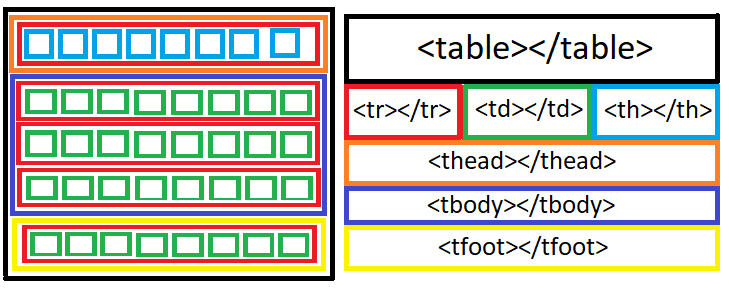 <table></table>
<tr></tr> <td></td> <th></th>
<thead></thead>
<tbody></tbody>
<tfoot></tfoot>